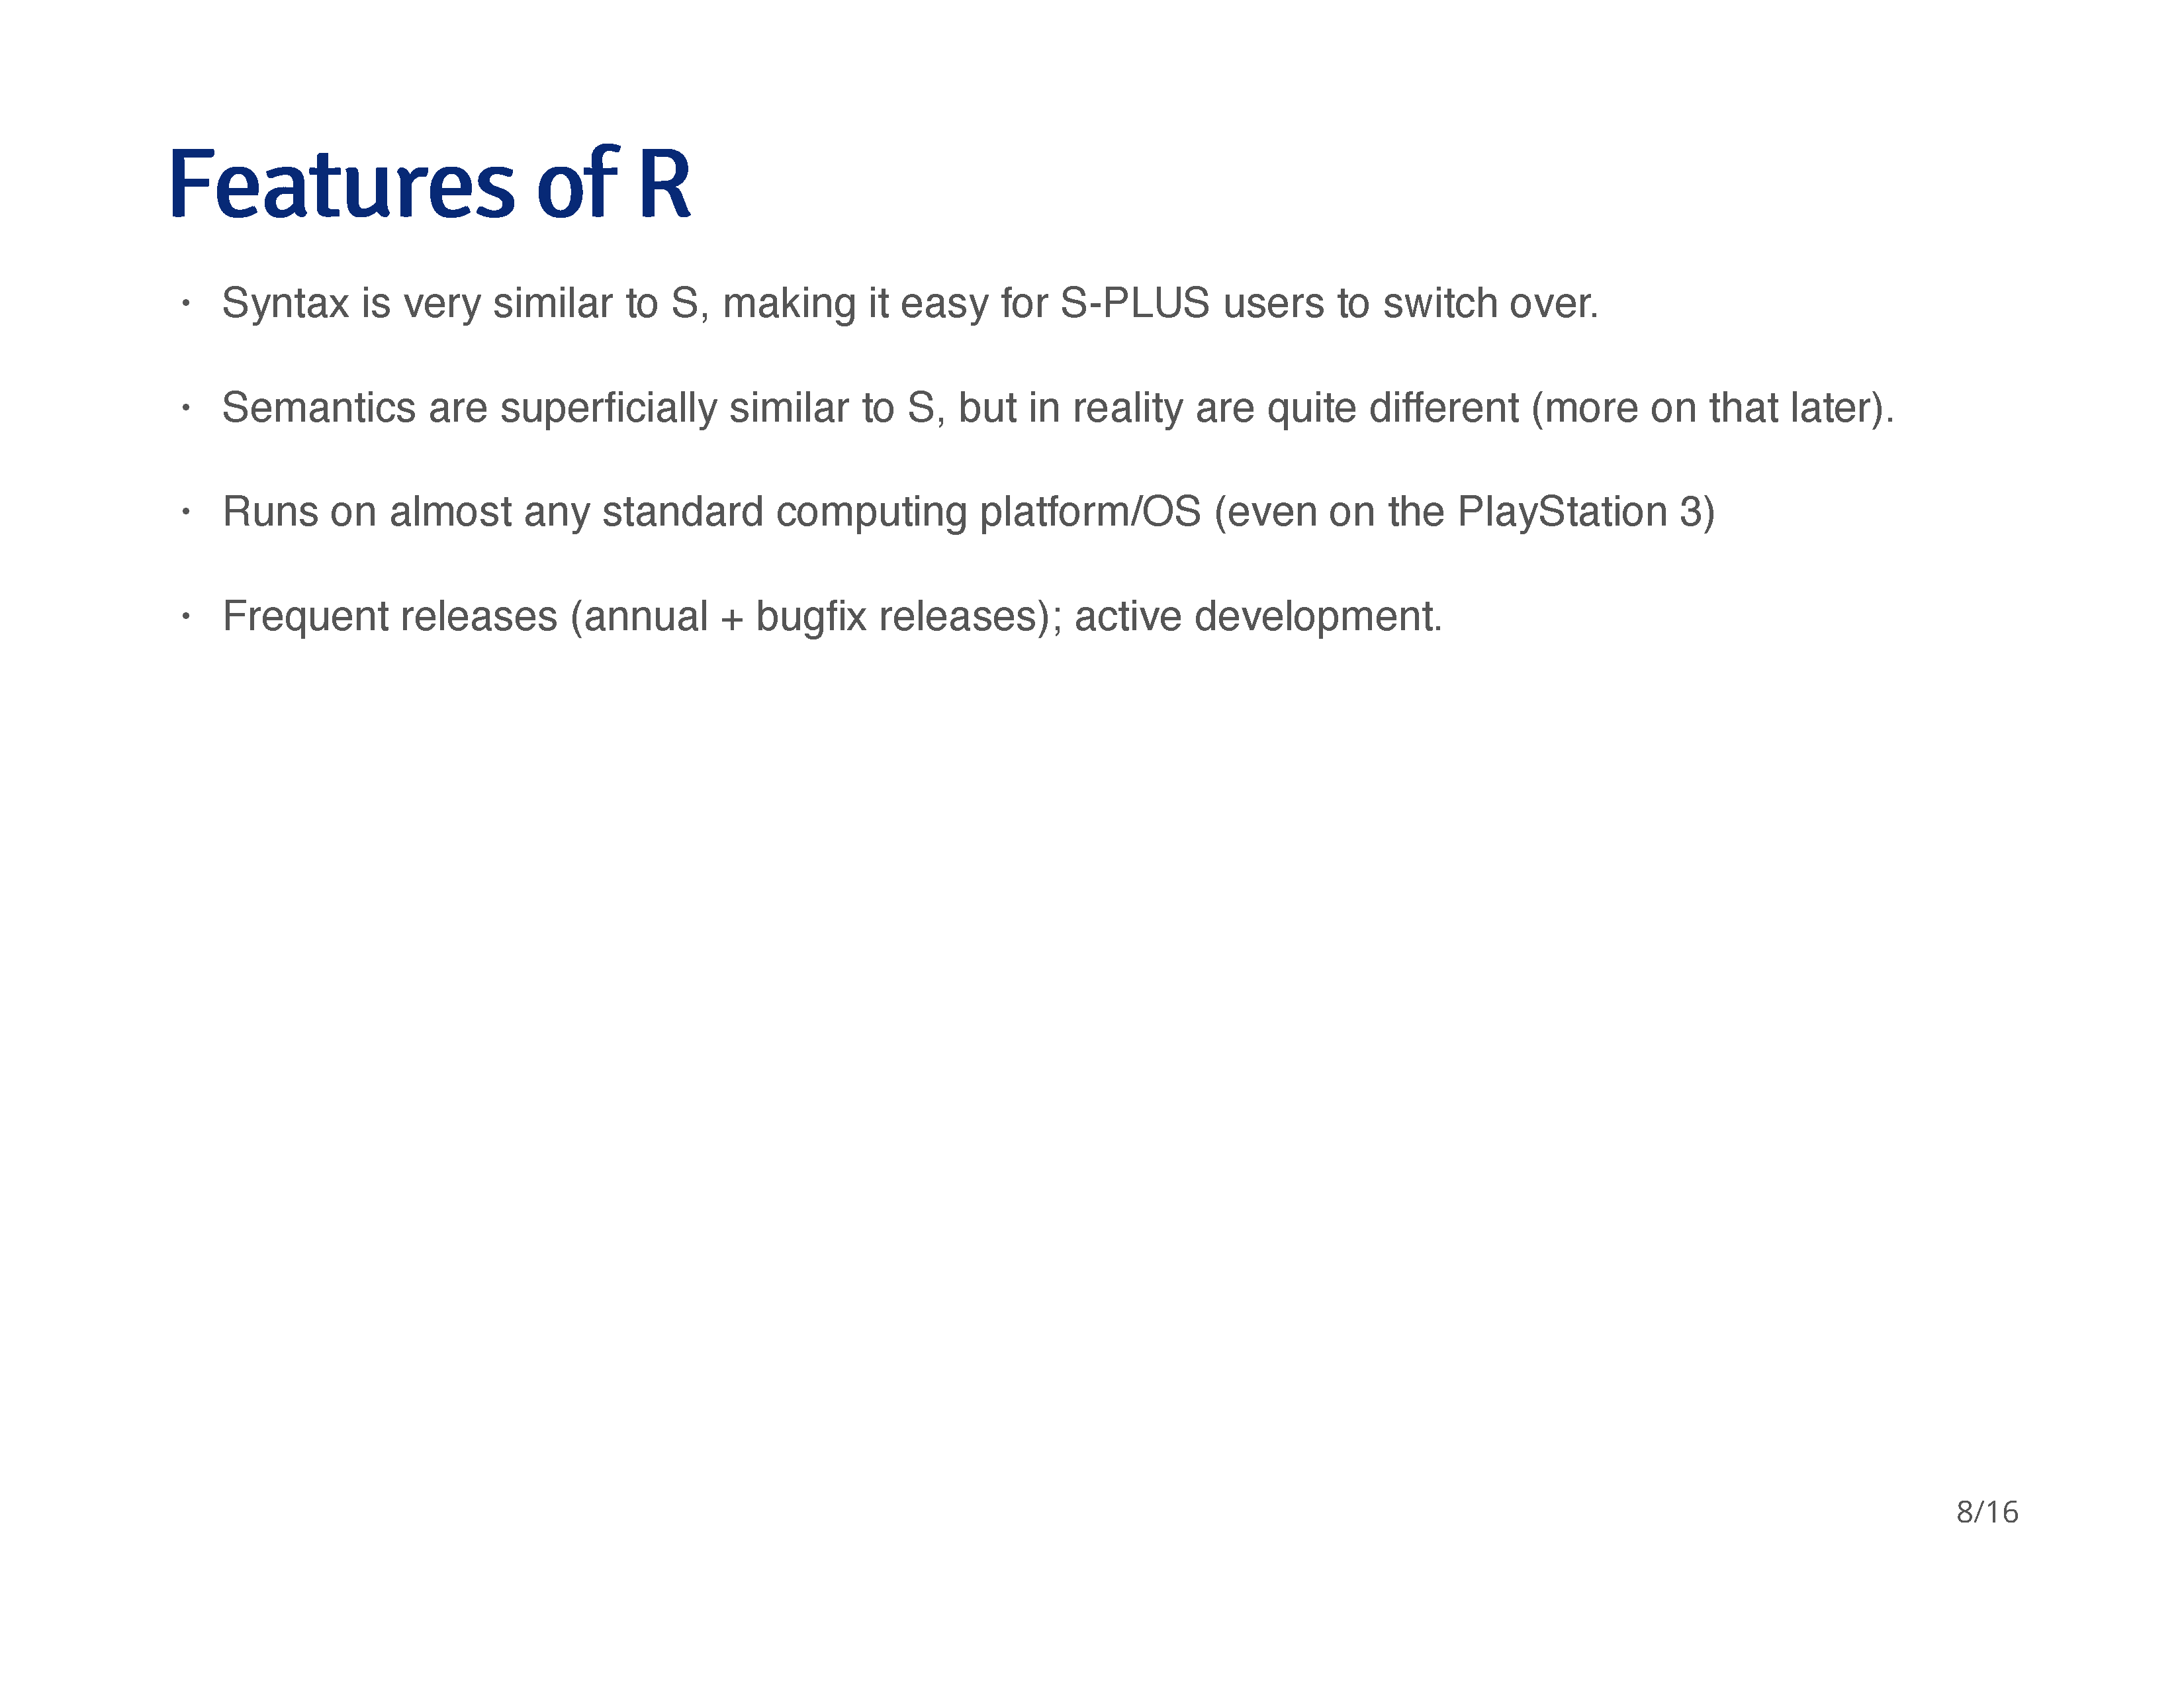 Features of R
· Syntax is very similar to S, making it easy for S-PLUS users to switch over.
· Semantics are superficially similar to S, but in reality are quite different (more on that later).
· Runs on almost any standard computing platform/OS (even on the PlayStation 3)
· Frequent releases (annual + bugfix releases); active development.
8/16